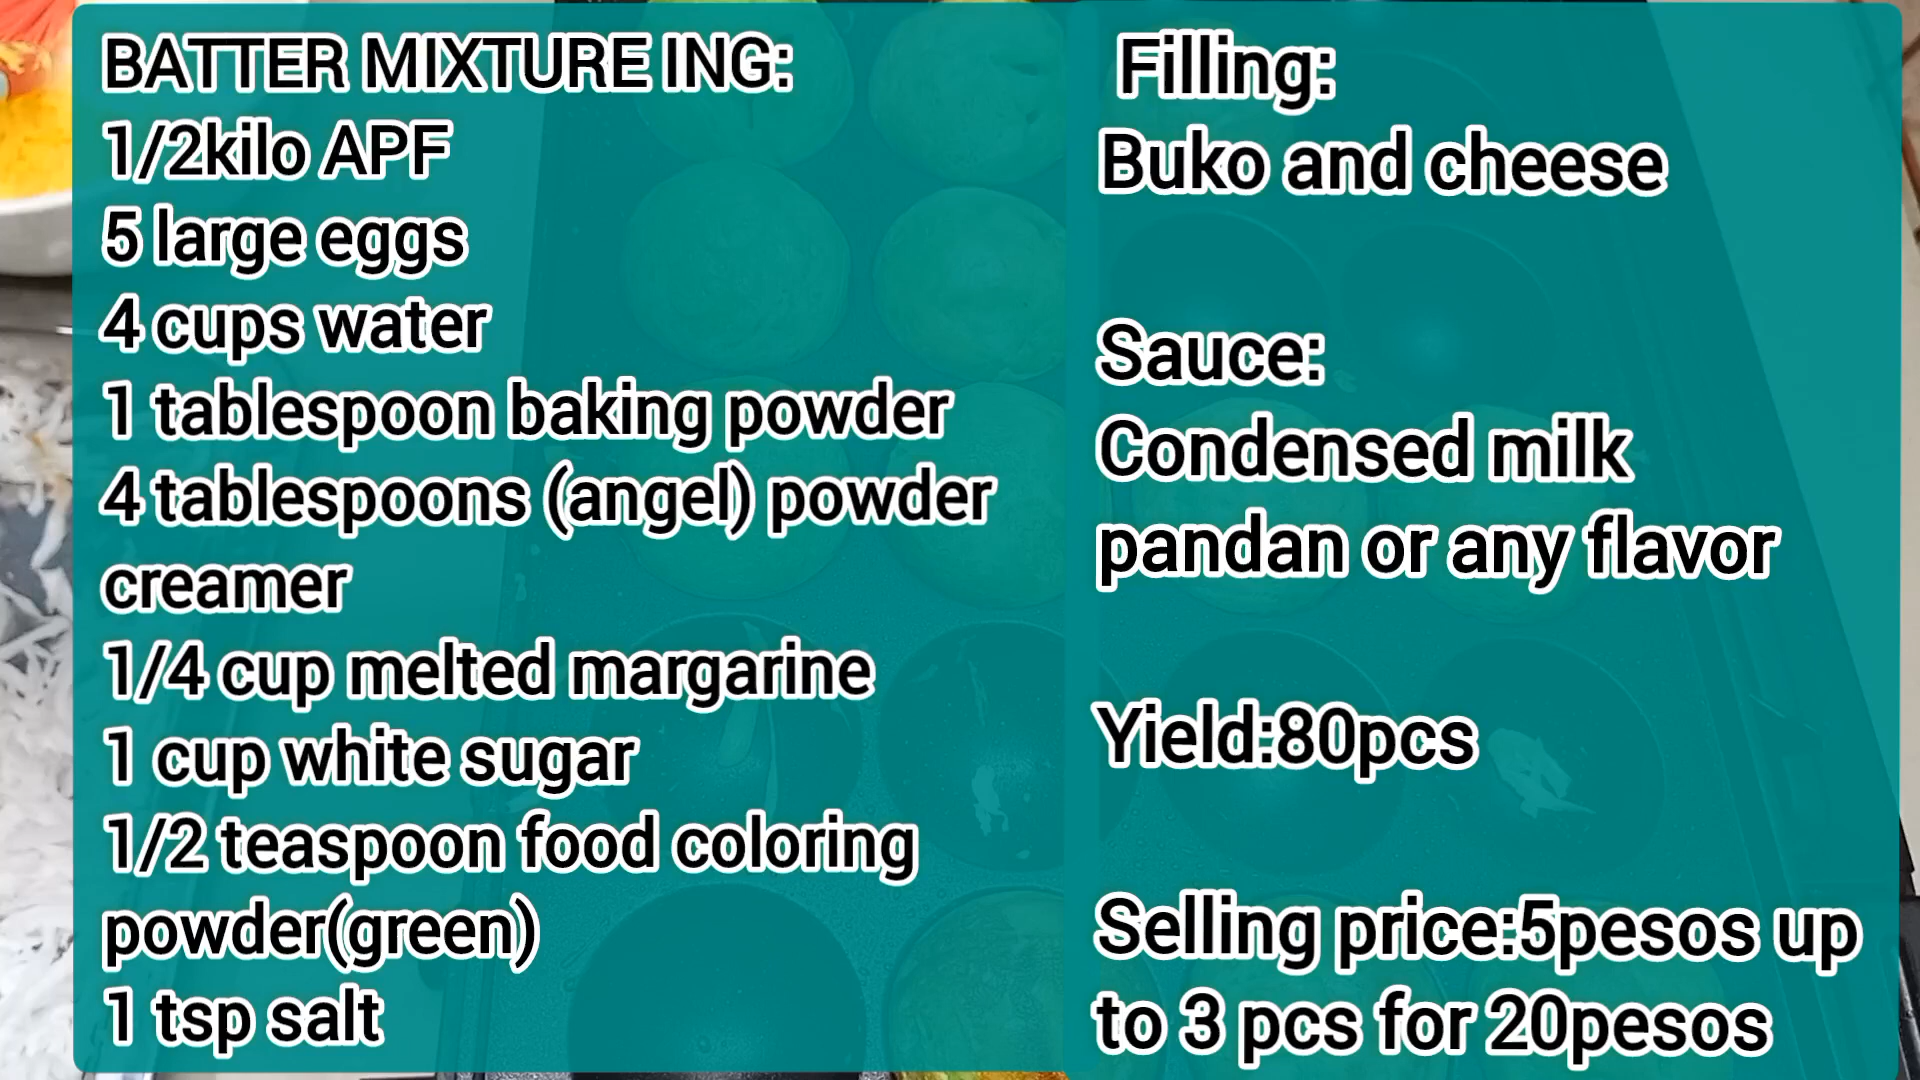 BATTER MIXTURE ING:
1/2kilo APF
5 large eggs
4 cups water
1 tablespoon baking powder
4 tablespoons (angel) powder
creamer
1/4 cup melted margarine
1 cup white sugar
1/2 teaspoon food coloring
powder(green)
1 tsp salt
Filling:
Buko and cheese
Sauce:
Condensed milk
pandan or any flavor
Yield:80pcs
Selling price:5pesos up
to 3 pcs for 20pesos